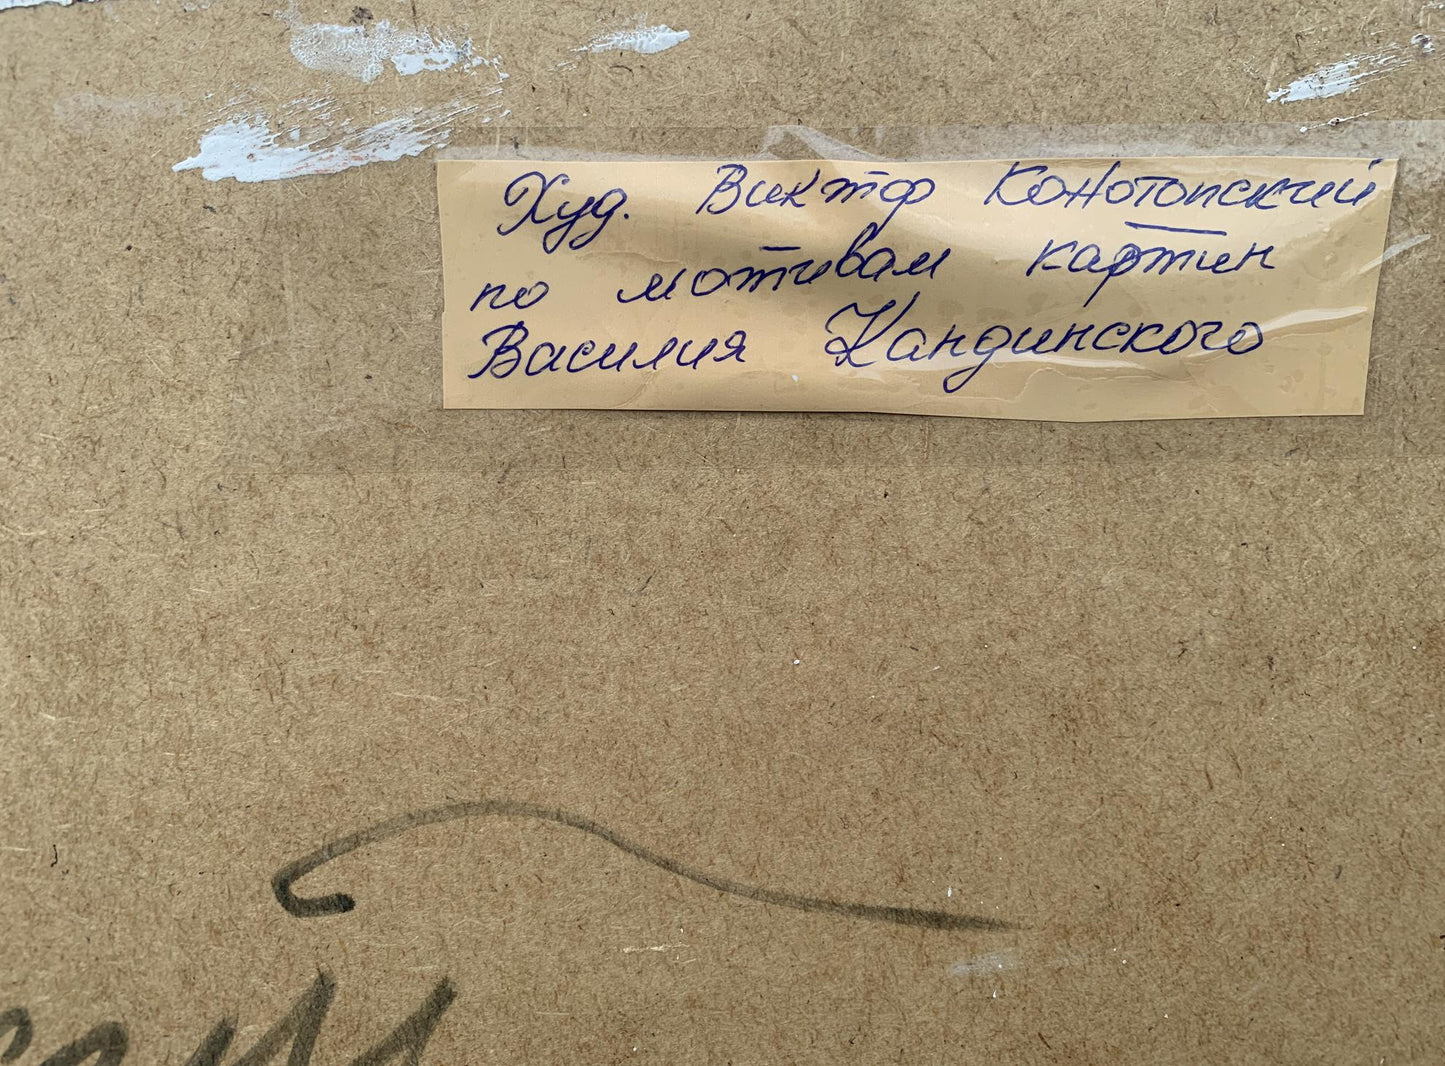 Худ. Виктор Конотопский
по мотивам картин
Василия Кандинского